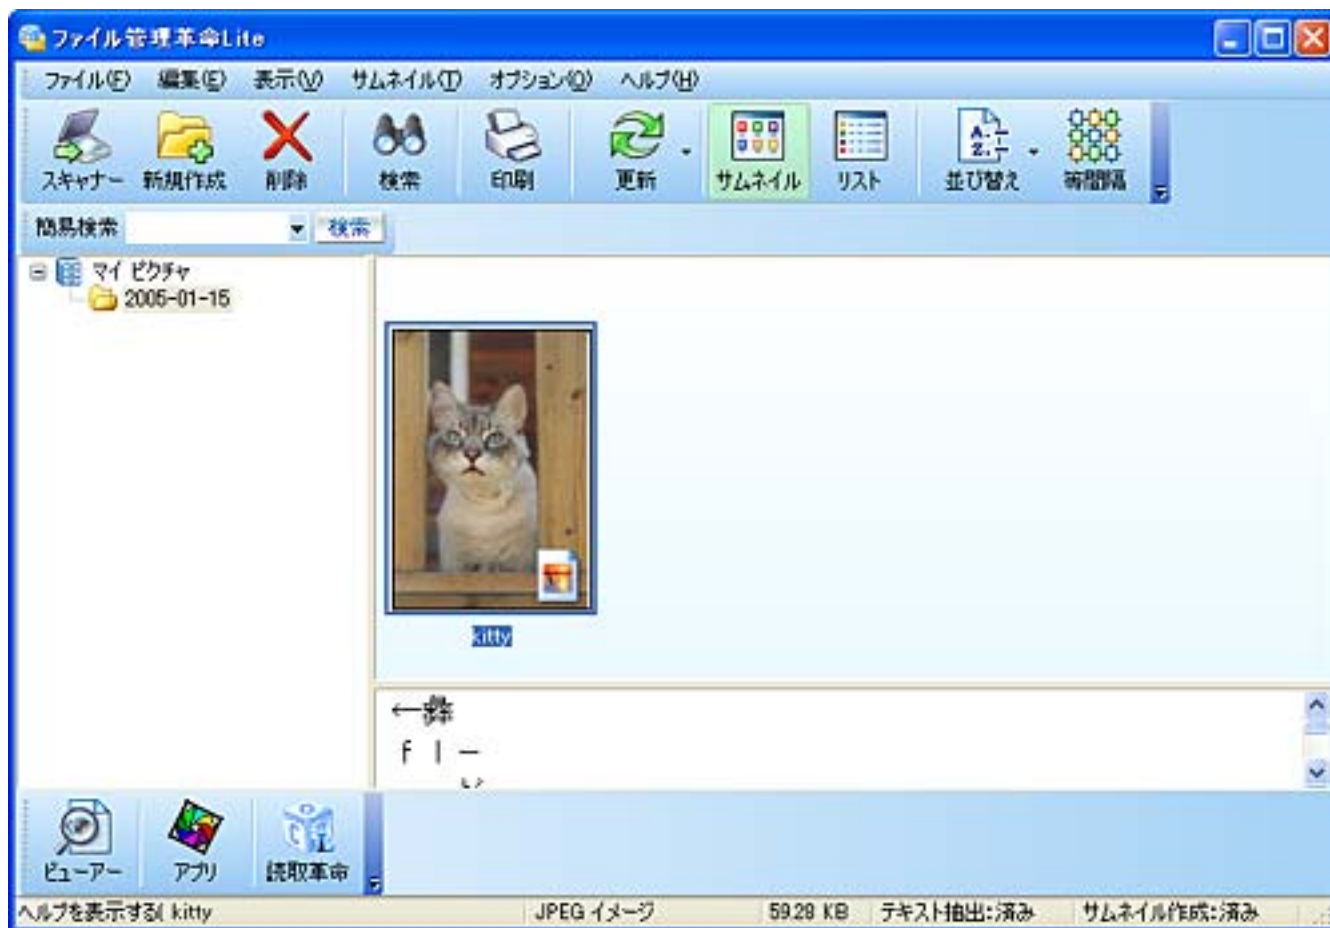 ファイル管理革命Lite
ファイル(F) 編集(E) 表示(V) サムネイル(T) オプション(O) ヘルプ(H)
スキャナー 新規作成 削除 検索 印刷 更新 サムネイル リスト 並び替え 等間隔
簡易検索 検索
マイ ピクチャ
2005-01-15
kitty
←彜
f l ー
ビューアー アプリ 読取革命
ヘルプを表示する( kitty JPEG イメージ 59.29 KB テキスト抽出:済み サムネイル作成:済み